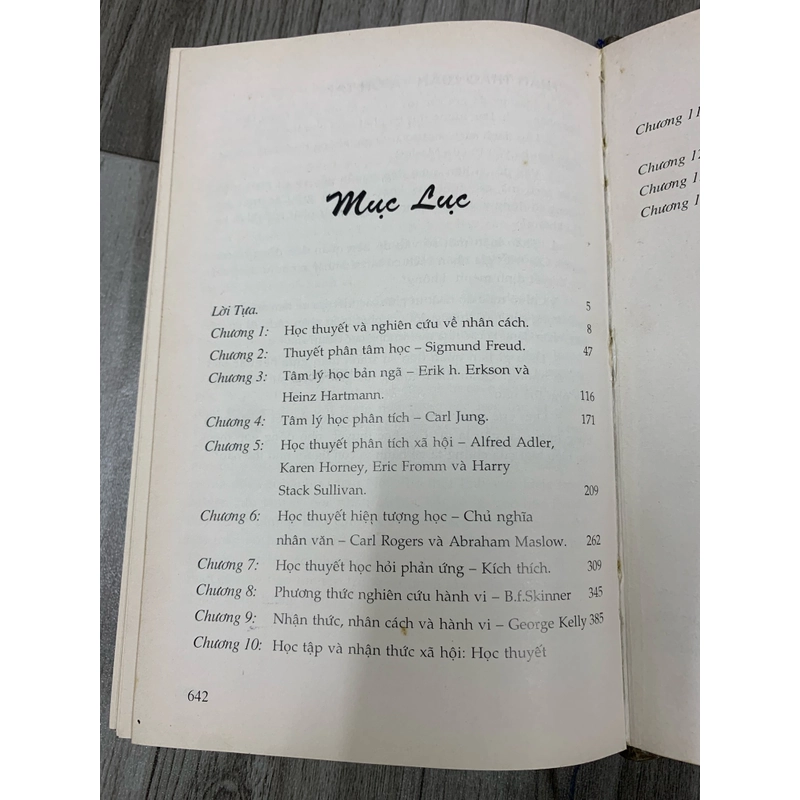 Mục Lục
Lời Tựa. 5
Chương 1: Học thuyết và nghiên cứu về nhân cách. 8
Chương 2: Thuyết phân tâm học – Sigmund Freud. 47
Chương 3: Tâm lý học bản ngã – Erik h. Erkson và
Heinz Hartmann. 116
Chương 4: Tâm lý học phân tích – Carl Jung. 171
Chương 5: Học thuyết phân tích xã hội – Alfred Adler,
Karen Horney, Eric Fromm và Harry
Stack Sullivan. 209
Chương 6: Học thuyết hiện tượng học – Chủ nghĩa
nhân văn – Carl Rogers và Abraham Maslow. 262
Chương 7: Học thuyết học hỏi phản ứng – Kích thích. 309
Chương 8: Phương thức nghiên cứu hành vi – B.f.Skinner 345
Chương 9: Nhận thức, nhân cách và hành vi – George Kelly 385
Chương 10: Học tập và nhận thức xã hội: Học thuyết
642
Chương 11
Chương 12
Chương 1
Chương 1